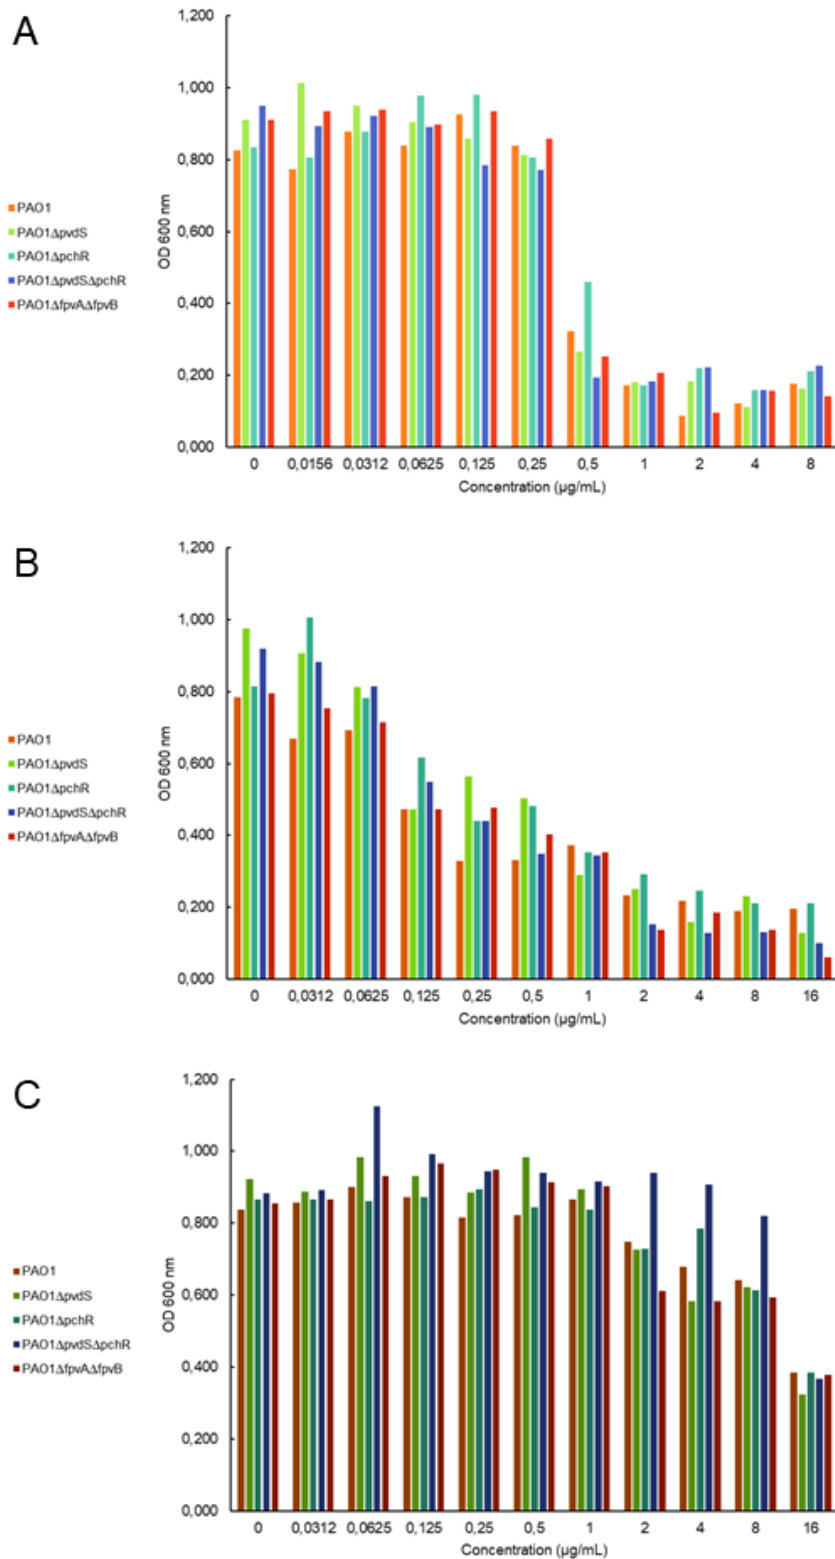 A
1,200
1,000
0,800
0,600
0,400
0,200
0,000
OD 600 nm
PAO1
PAO1ΔpvdS
PAO1ΔpchR
PAO1ΔpvdSΔpchR
PAO1ΔfpvAΔfpvB
0 0,0156 0,0312 0,0625 0,125 0,25 0,5 1 2 4 8
Concentration (µg/mL)
B
1,200
1,000
0,800
0,600
0,400
0,200
0,000
OD 600 nm
PAO1
PAO1ΔpvdS
PAO1ΔpchR
PAO1ΔpvdSΔpchR
PAO1ΔfpvAΔfpvB
0 0,0312 0,0625 0,125 0,25 0,5 1 2 4 8 16
Concentration (µg/mL)
C
1,200
1,000
0,800
0,600
0,400
0,200
0,000
OD 600 nm
PAO1
PAO1ΔpvdS
PAO1ΔpchR
PAO1ΔpvdSΔpchR
PAO1ΔfpvAΔfpvB
0 0,0312 0,0625 0,125 0,25 0,5 1 2 4 8 16
Concentration (µg/mL)